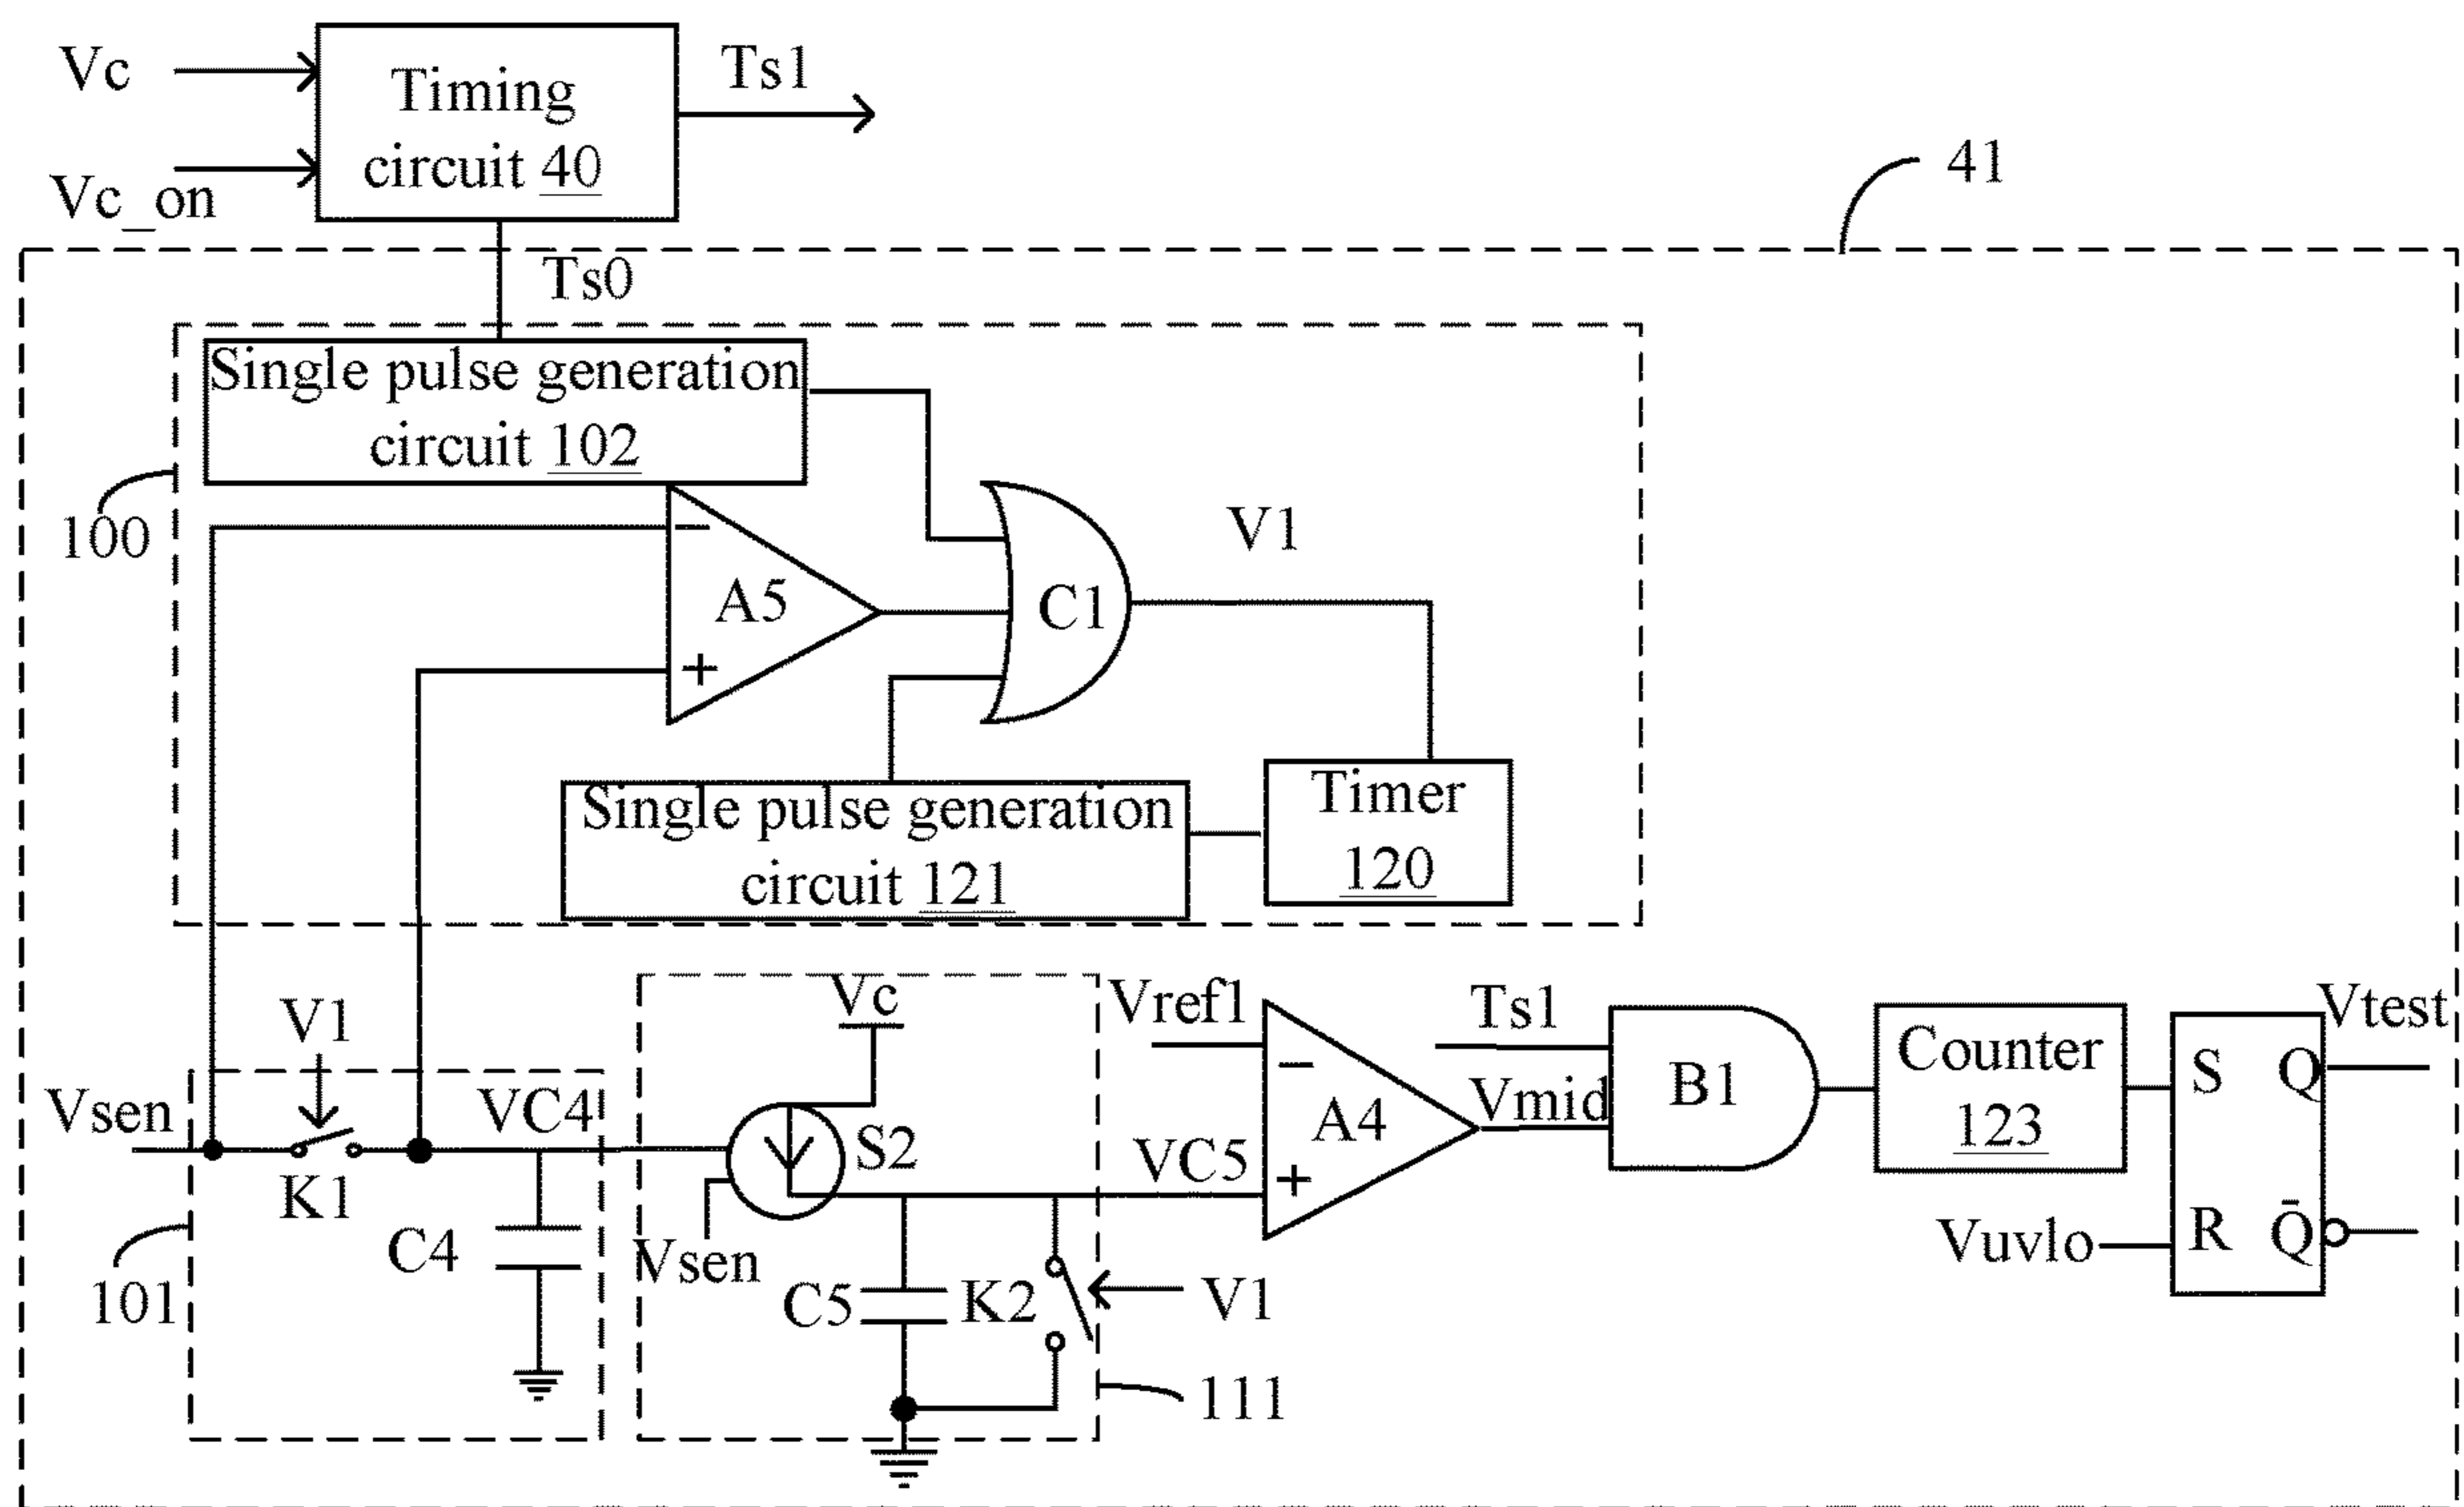 Vc
Vc_on
Timing
circuit 40
Ts1
41
Ts0
Single pulse generation
circuit 102
100
−
A5
+
C1
V1
Single pulse generation
circuit 121
Timer
120
V1
Vsen
K1
VC4
C4
101
Vc
S2
Vsen
C5
K2
V1
111
Vref1
−
A4
+
VC5
Ts1
Vmid
B1
Counter
123
S
Q
R
Q̄
Vtest
Vuvlo